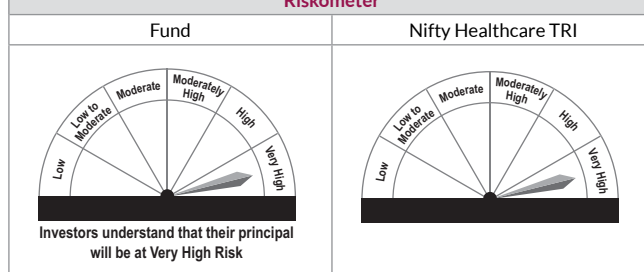 Riskometer
Fund
Nifty Healthcare TRI
Low
Low to
Moderate
Moderate
Moderately
High
High
Very High
Investors understand that their principal
will be at Very High Risk
Low
Low to
Moderate
Moderate
Moderately
High
High
Very High